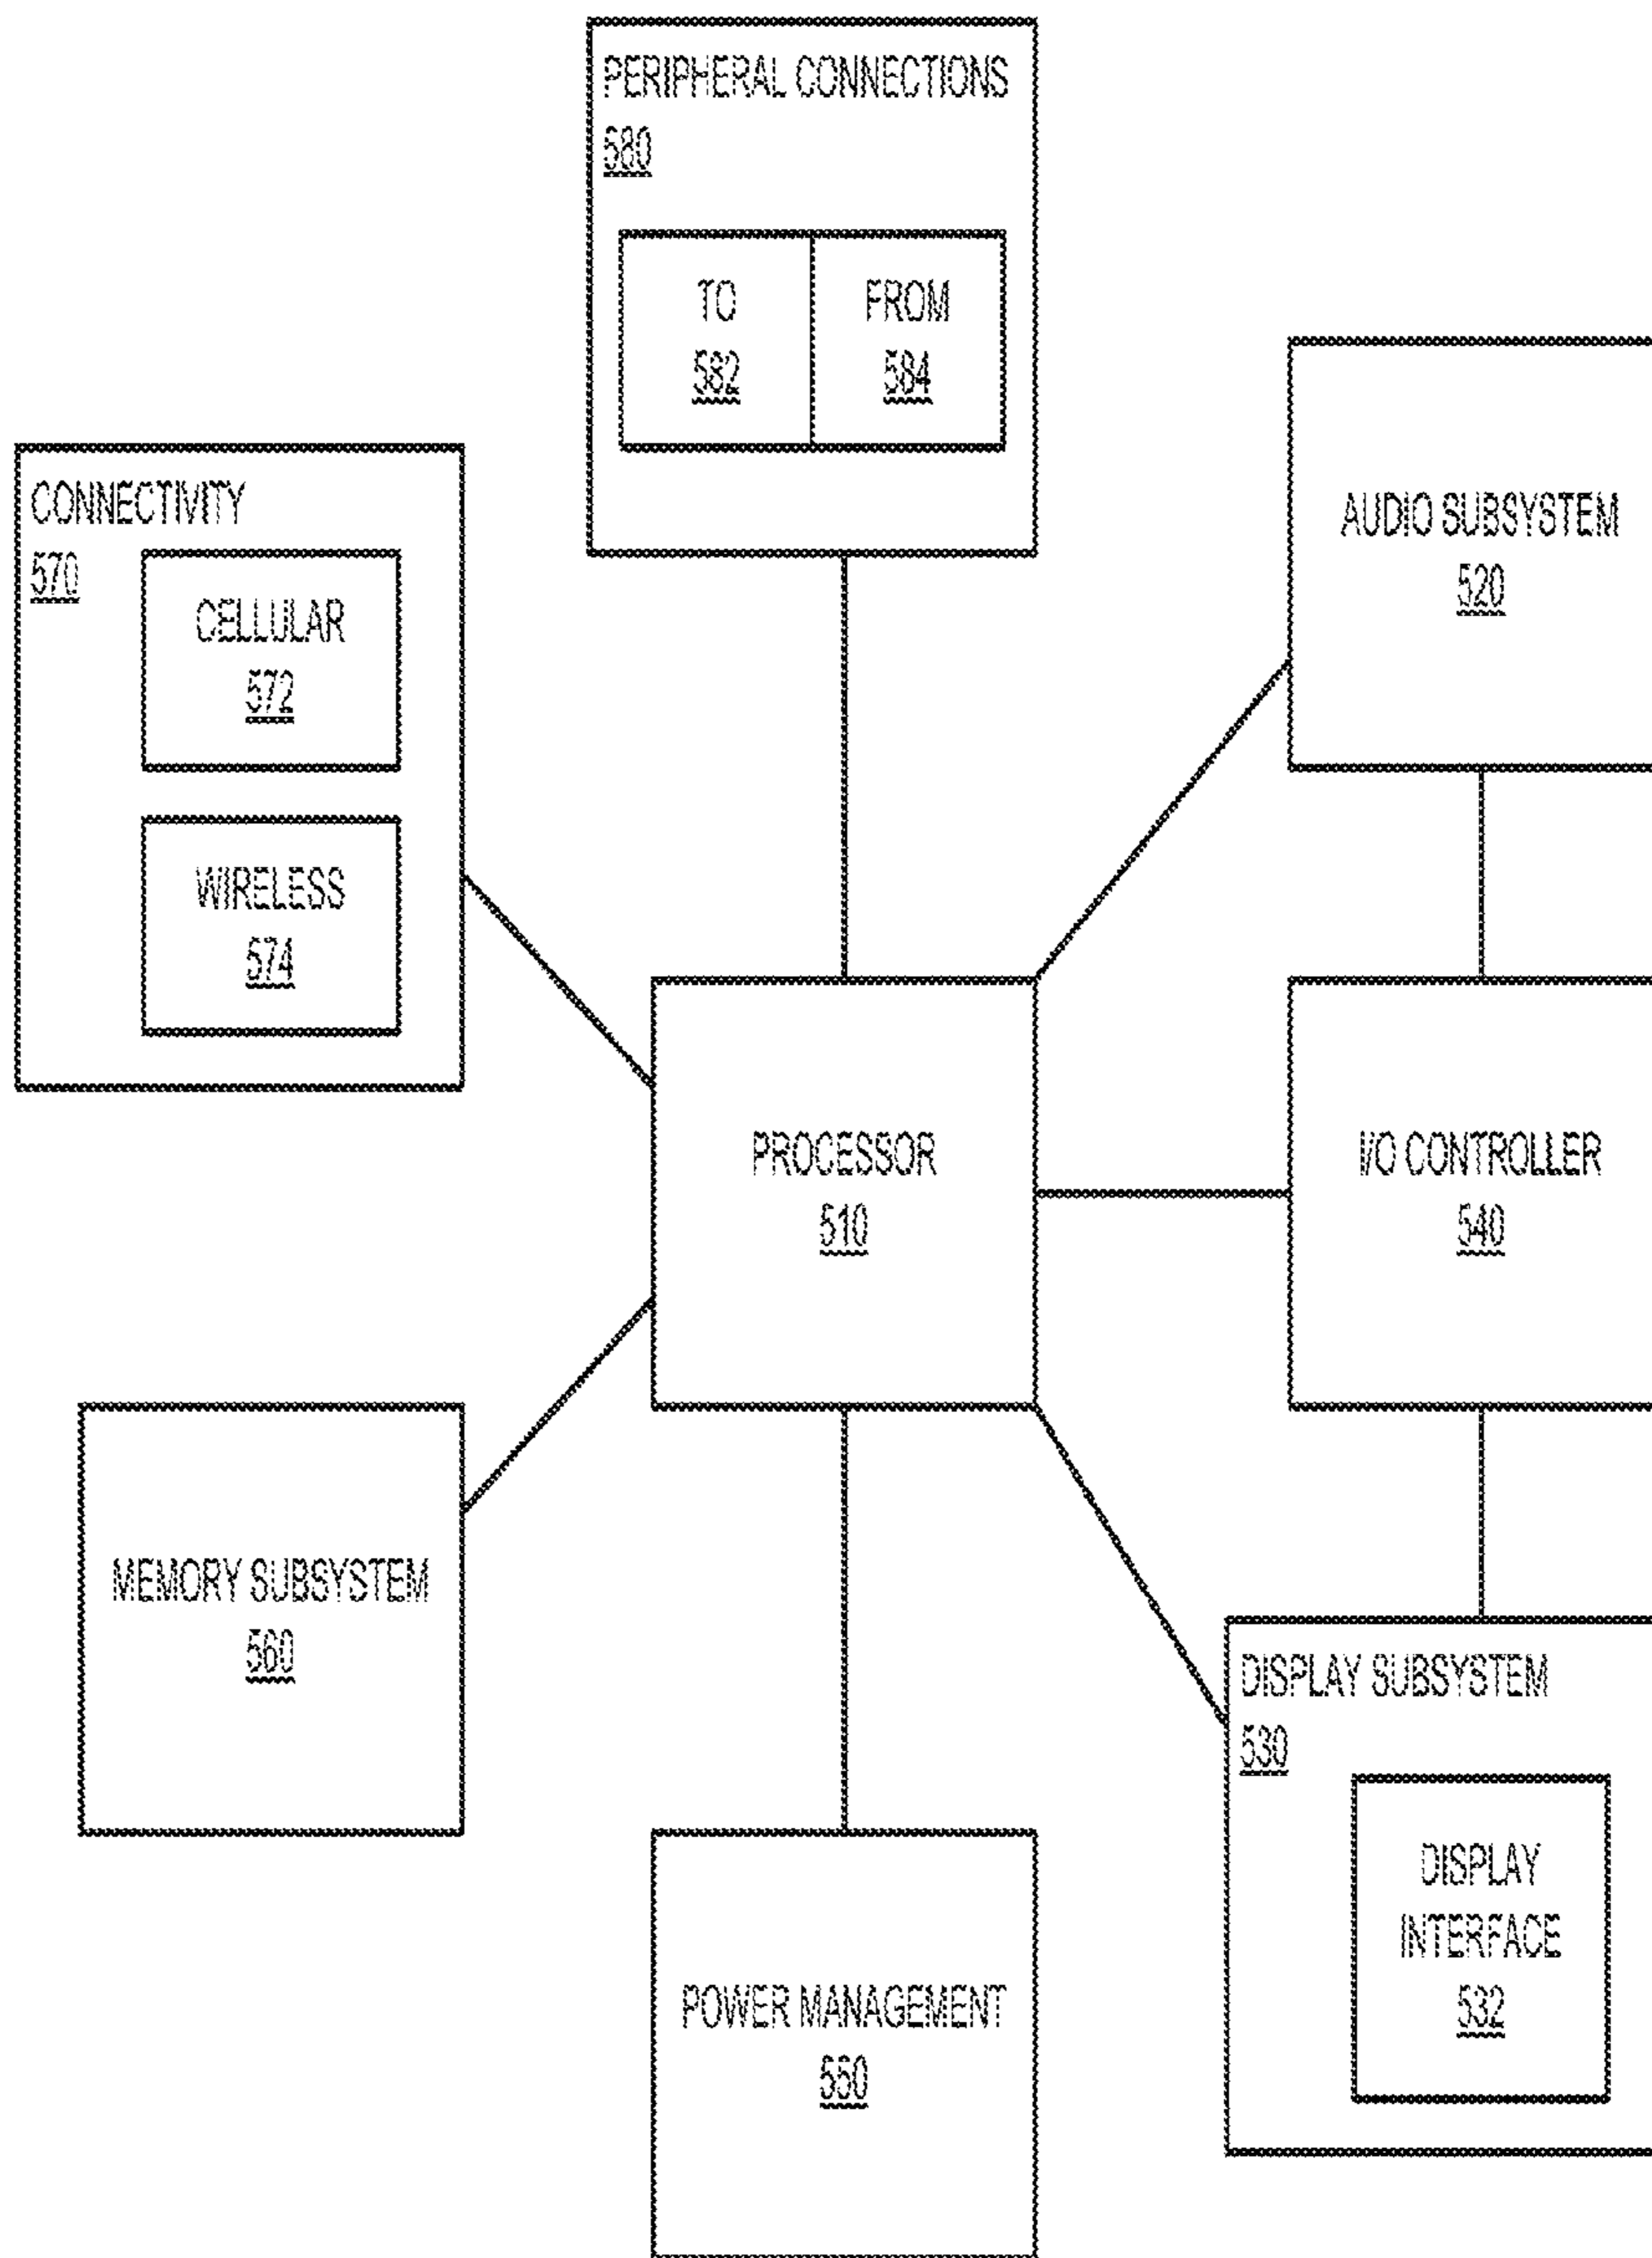 PERIPHERAL CONNECTIONS
580
TO
582
FROM
584
CONNECTIVITY
570
CELLULAR
572
WIRELESS
574
AUDIO SUBSYSTEM
520
PROCESSOR
510
I/O CONTROLLER
540
MEMORY SUBSYSTEM
560
POWER MANAGEMENT
550
DISPLAY SUBSYSTEM
530
DISPLAY
INTERFACE
532